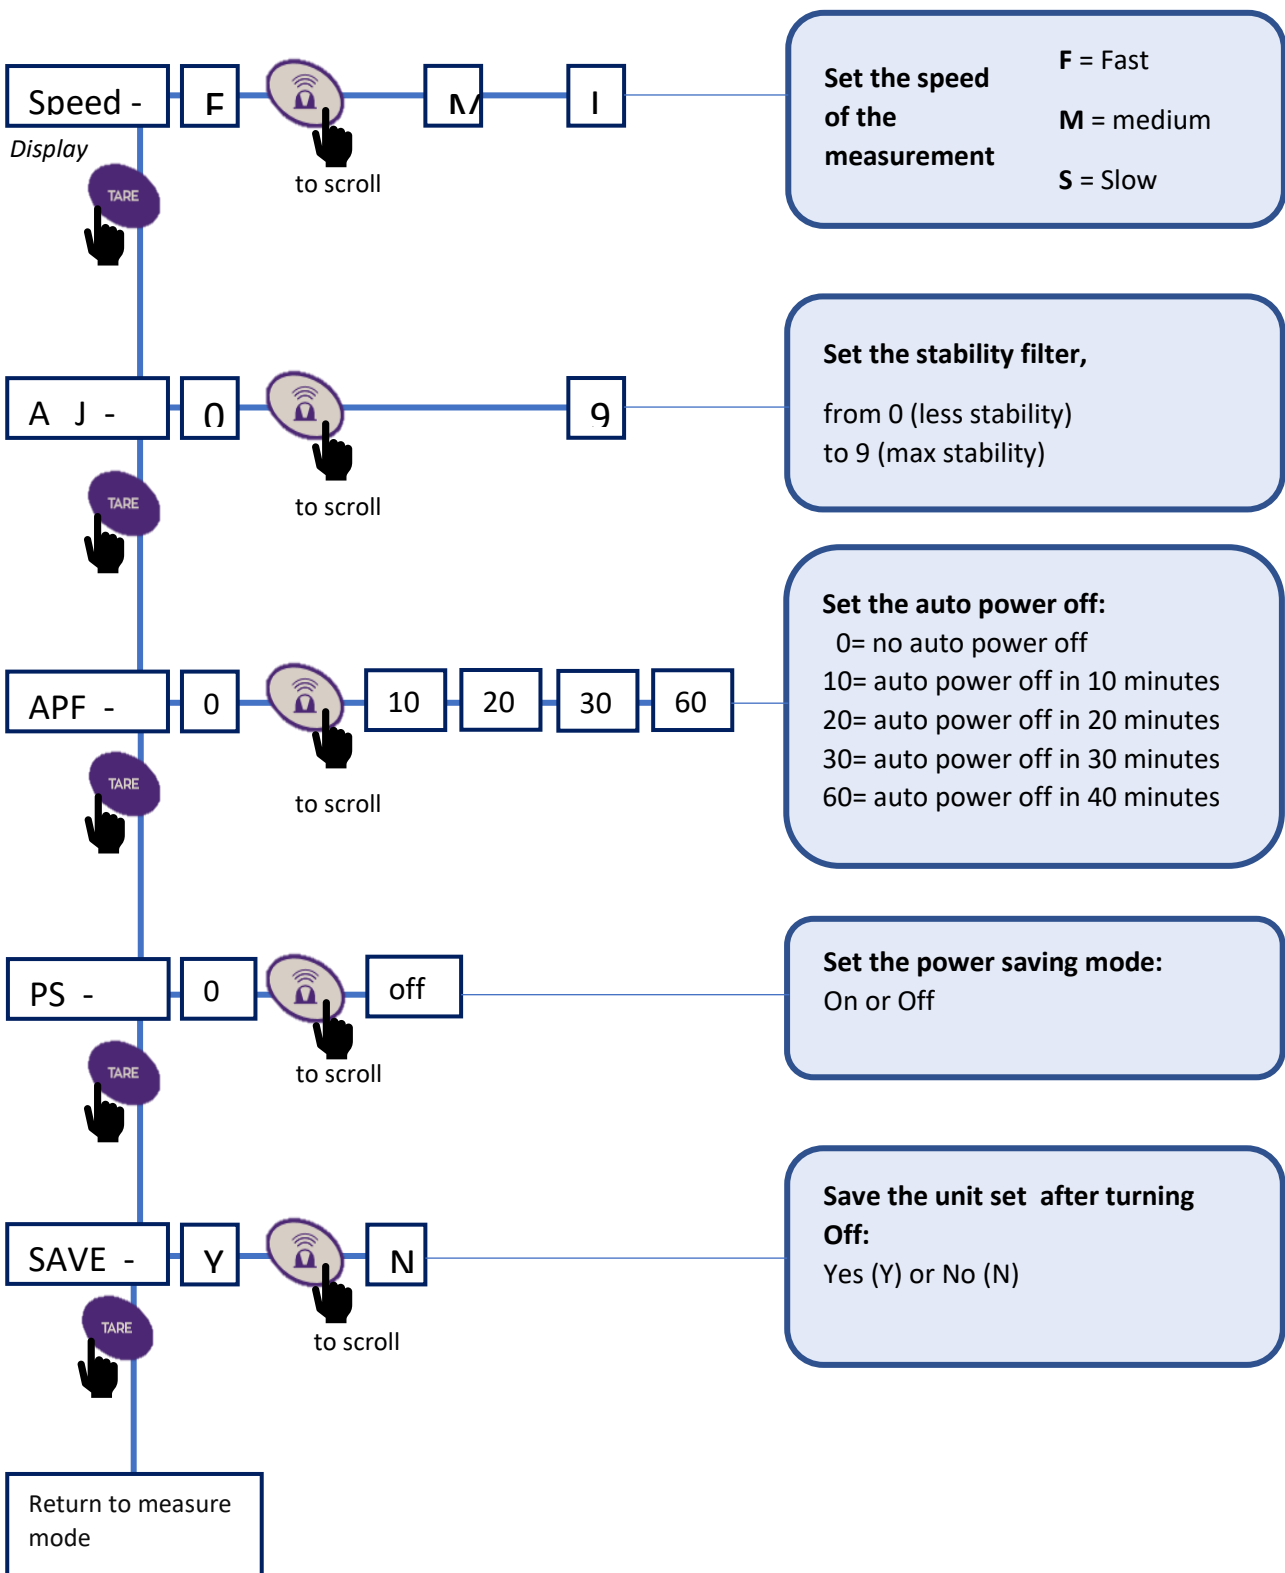 Speed - F M
F = Fast
Set the speed
of the
measurement
M = medium
S = Slow
Display
TARE
to scroll
A J - 0 9
Set the stability filter,
from 0 (less stability)
to 9 (max stability)
TARE
to scroll
Set the auto power off:
0= no auto power off
10= auto power off in 10 minutes
20= auto power off in 20 minutes
30= auto power off in 30 minutes
60= auto power off in 40 minutes
APF - 0 10 20 30 60
TARE
to scroll
PS - 0 off
Set the power saving mode:
On or Off
TARE
to scroll
SAVE - Y N
Save the unit set after turning
Off:
Yes (Y) or No (N)
TARE
to scroll
Return to measure
mode